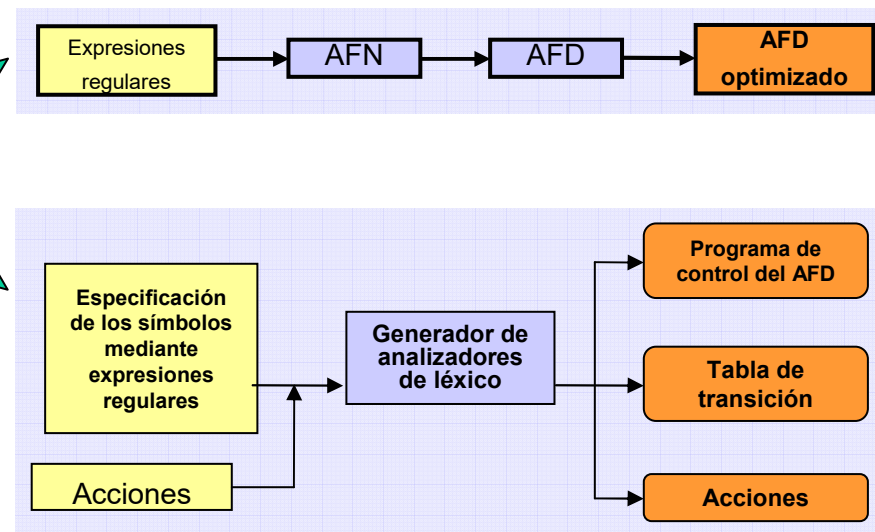 Expresiones
regulares
AFN
AFD
AFD
optimizado
Especificación
de los símbolos
mediante
expresiones
regulares
Acciones
Generador de
analizadores
de léxico
Programa de
control del AFD
Tabla de
transición
Acciones